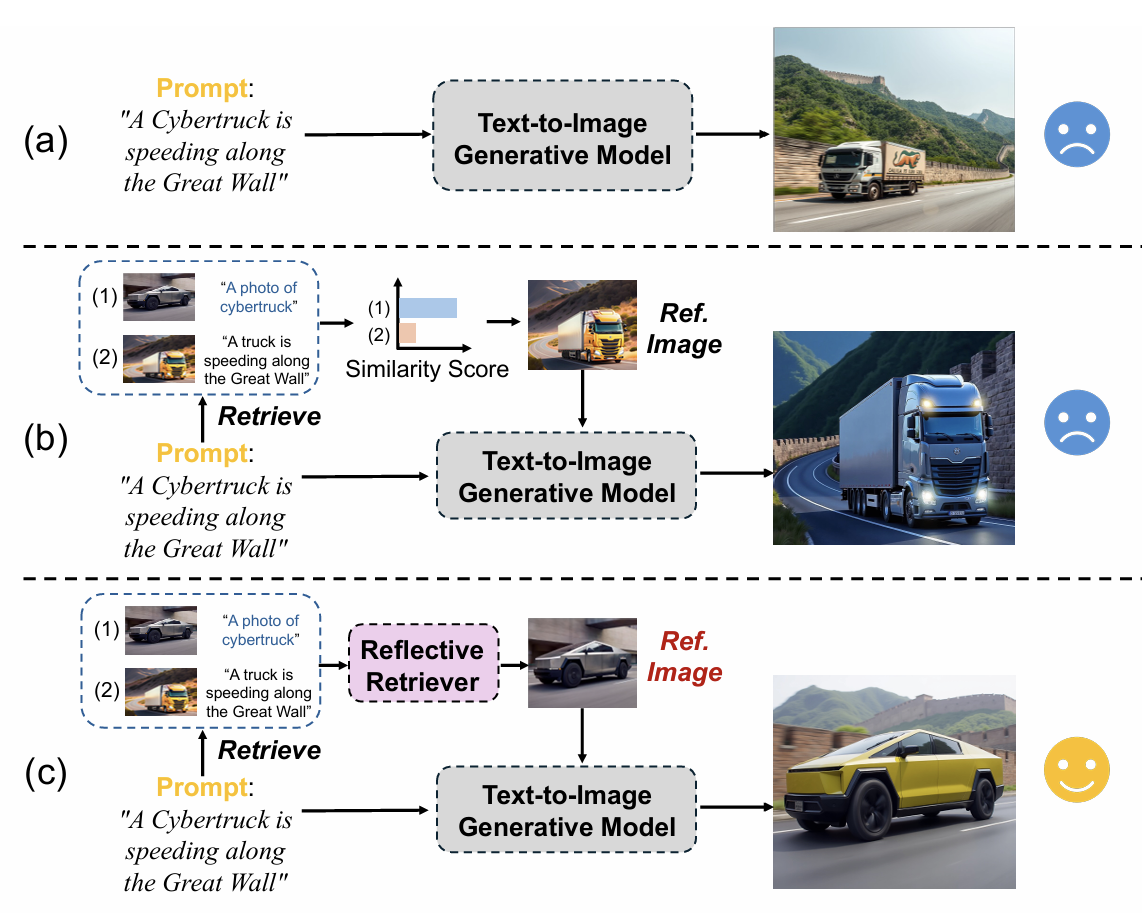 (a)
Prompt:
"A Cybertruck is
speeding along
the Great Wall"
Text-to-Image
Generative Model
(b)
(1)
“A photo of
cybertruck”
(2)
“A truck is
speeding along
the Great Wall”
(1)
(2)
Similarity Score
Ref.
Image
Retrieve
Prompt:
"A Cybertruck is
speeding along
the Great Wall"
Text-to-Image
Generative Model
(c)
(1)
“A photo of
cybertruck”
(2)
“A truck is
speeding along
the Great Wall”
Reflective
Retriever
Ref.
Image
Retrieve
Prompt:
"A Cybertruck is
speeding along
the Great Wall"
Text-to-Image
Generative Model